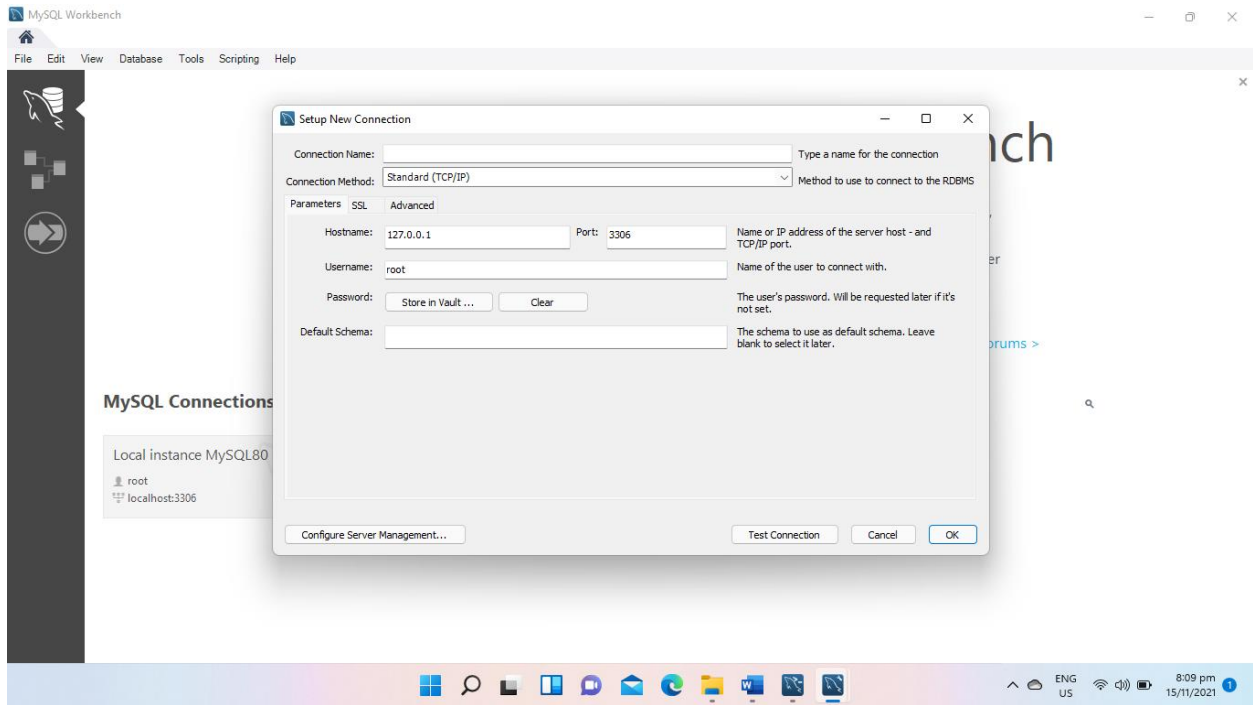 MySQL Workbench
File Edit View Database Tools Scripting Help
Setup New Connection
Connection Name: Type a name for the connection
Connection Method: Standard (TCP/IP) Method to use to connect to the RDBMS
Parameters SSL Advanced
Hostname: 127.0.0.1 Port: 3306 Name or IP address of the server host - and
TCP/IP port.
Username: root Name of the user to connect with.
Password: Store in Vault ... Clear The user's password. Will be requested later if it's
not set.
Default Schema: The schema to use as default schema. Leave
blank to select it later.
Configure Server Management... Test Connection Cancel OK
nch
er
orums >
MySQL Connections
Local instance MySQL80
root
localhost:3306
ENG
US
8:09 pm
15/11/2021
1